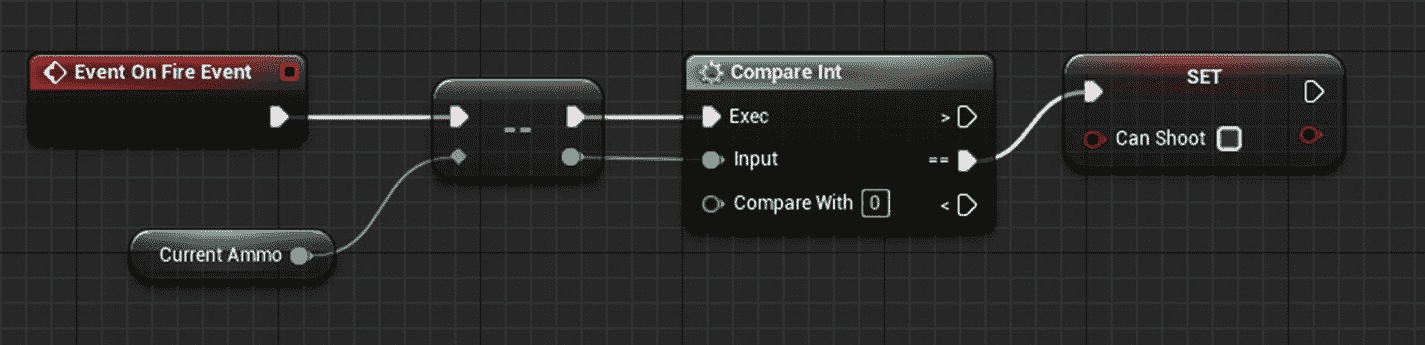 Event On Fire Event
--
Current Ammo
Compare Int
Exec
>
Input
==
Compare With 0
<
SET
Can Shoot